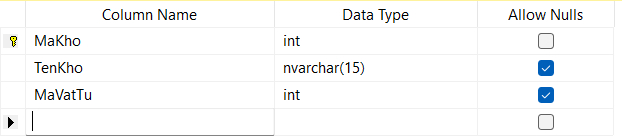 Column Name Data Type Allow Nulls
MaKho int
TenKho nvarchar(15)
MaVatTu int